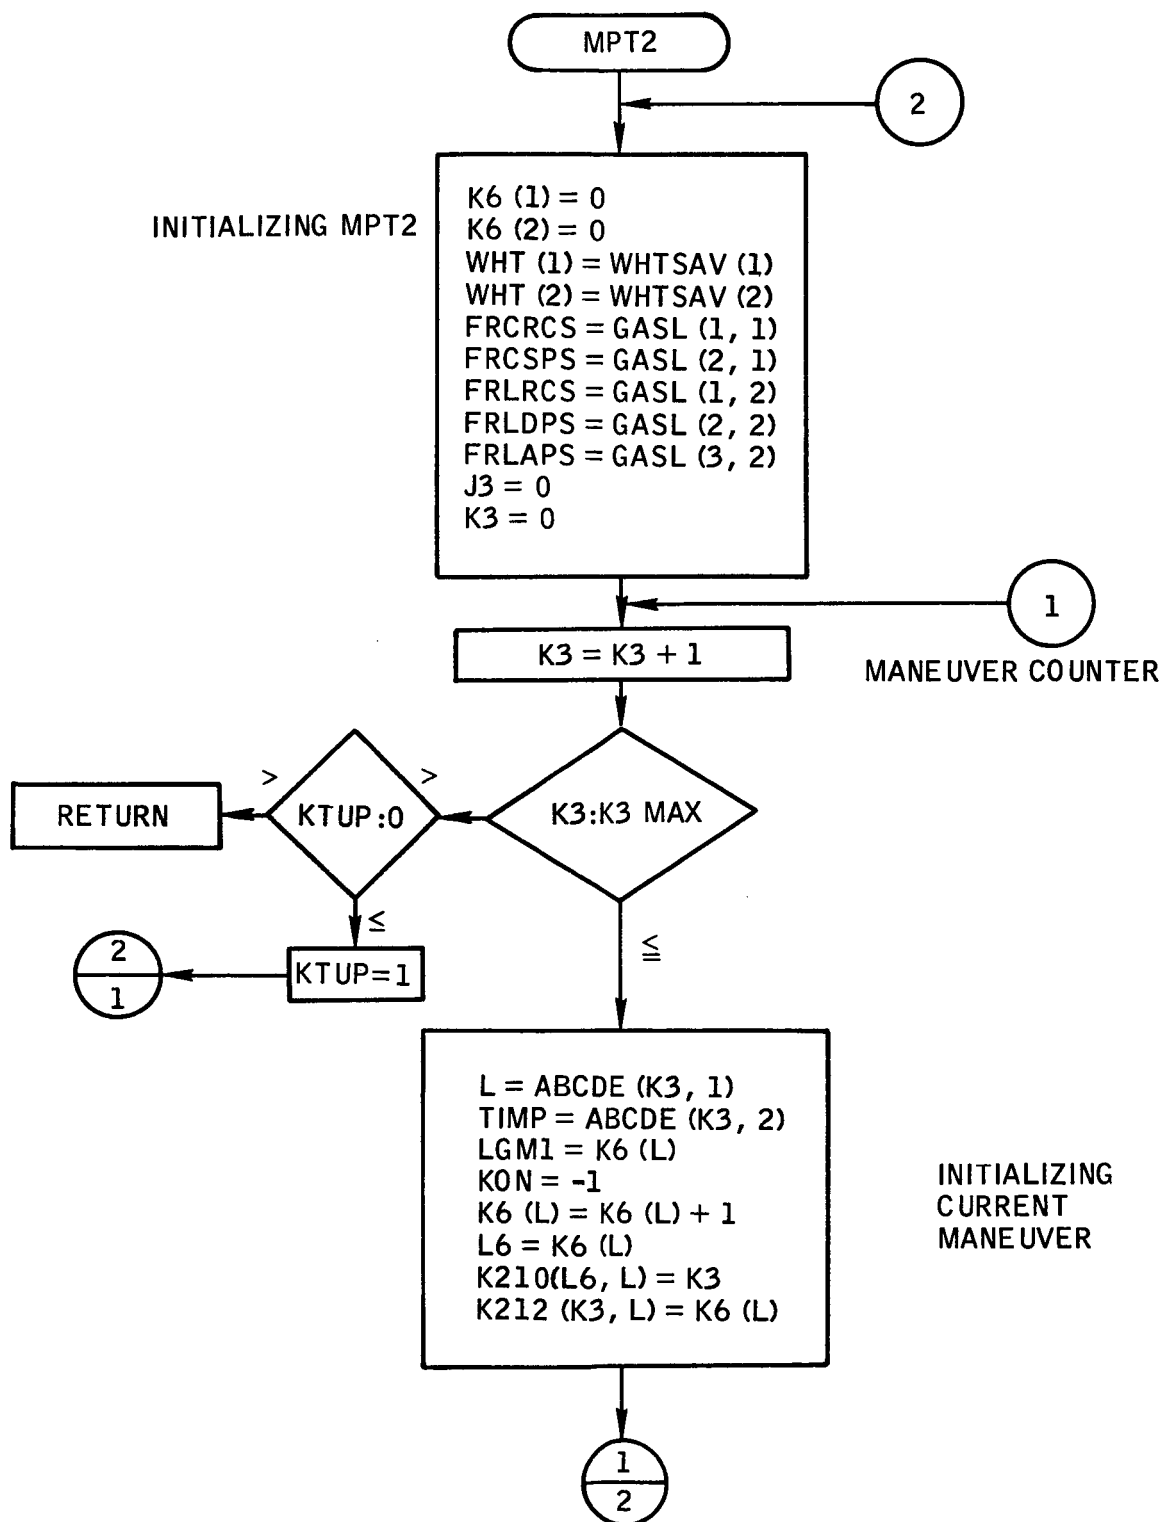 MPT2
2
INITIALIZING MPT2
K6 (1) = 0
K6 (2) = 0
WHT (1) = WHTSAV (1)
WHT (2) = WHTSAV (2)
FRCRCS = GASL (1, 1)
FRCSPS = GASL (2, 1)
FRLRCS = GASL (1, 2)
FRLDPS = GASL (2, 2)
FRLAPS = GASL (3, 2)
J3 = 0
K3 = 0
1
K3 = K3 + 1
MANEUVER COUNTER
> >
RETURN
KTUP:0
K3:K3 MAX
≤
≦
2
1
KTUP=1
L = ABCDE (K3, 1)
TIMP = ABCDE (K3, 2)
LGM1 = K6 (L)
KON = -1
K6 (L) = K6 (L) + 1
L6 = K6 (L)
K210(L6, L) = K3
K212 (K3, L) = K6 (L)
INITIALIZING
CURRENT
MANEUVER
1
2